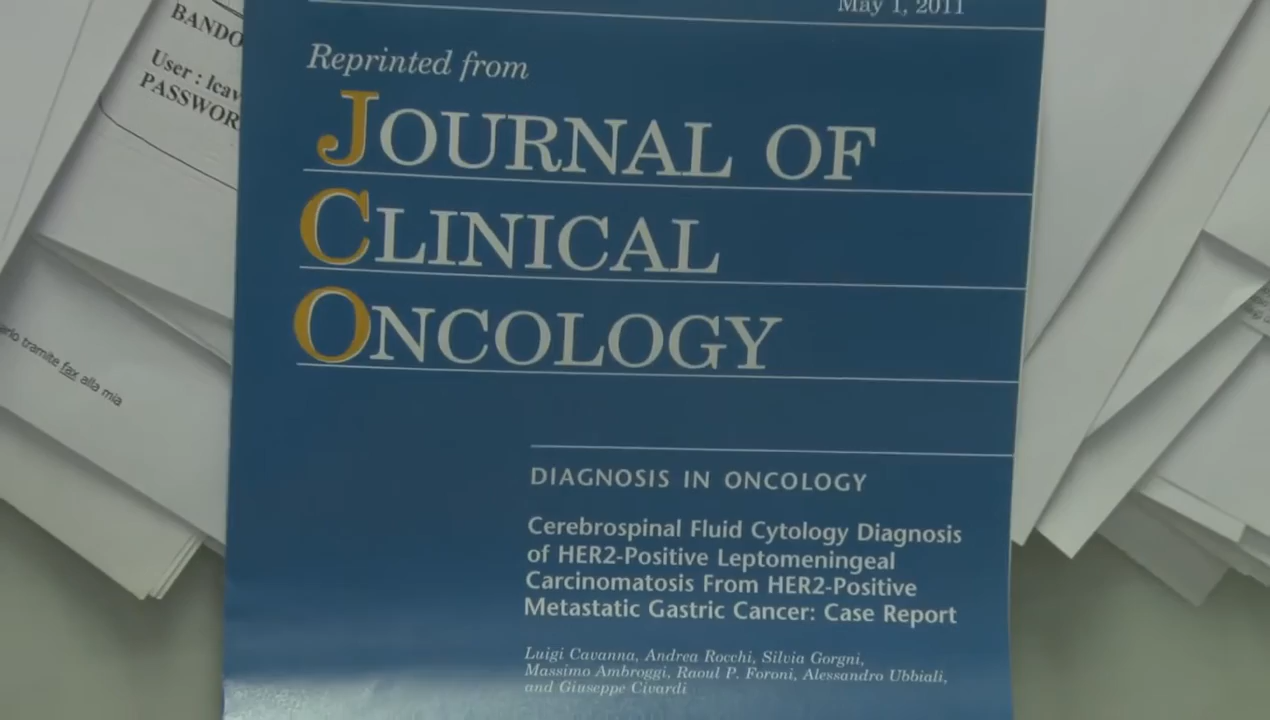 May 1, 2011
Reprinted from
JOURNAL OF
CLINICAL
ONCOLOGY
DIAGNOSIS IN ONCOLOGY
Cerebrospinal Fluid Cytology Diagnosis
of HER2-Positive Leptomeningeal
Carcinomatosis From HER2-Positive
Metastatic Gastric Cancer: Case Report
Luigi Cavanna, Andrea Rocchi, Silvia Gorgni,
Massimo Ambroggi, Raoul P. Foroni, Alessandro Ubbiali,
and Giuseppe Civardi
BANDO
User : lcav
PASSWOR
tramite fax alla mia